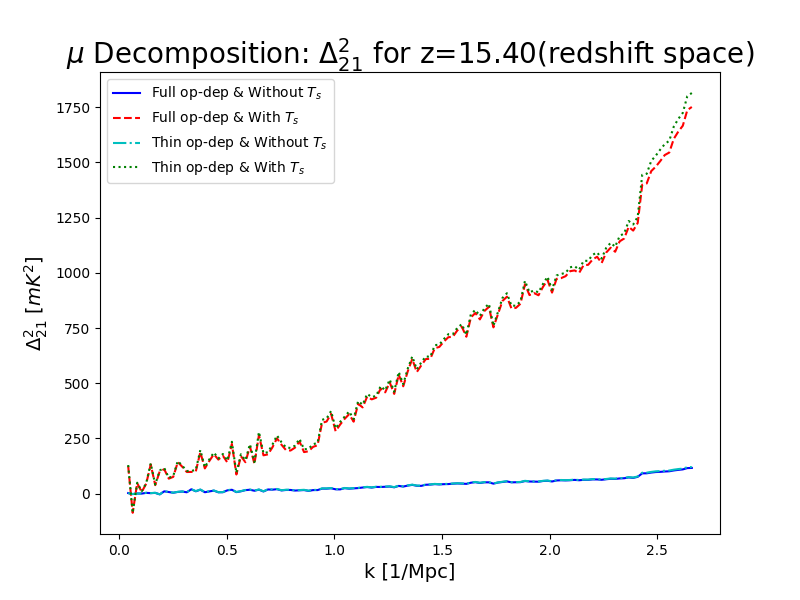 μ Decomposition: Δ²₂₁ for z=15.40(redshift space)
Full op-dep & Without Tₛ
Full op-dep & With Tₛ
Thin op-dep & Without Tₛ
Thin op-dep & With Tₛ
Δ²₂₁ [mK²]
1750
1500
1250
1000
750
500
250
0
0.0
0.5
1.0
1.5
2.0
2.5
k [1/Mpc]